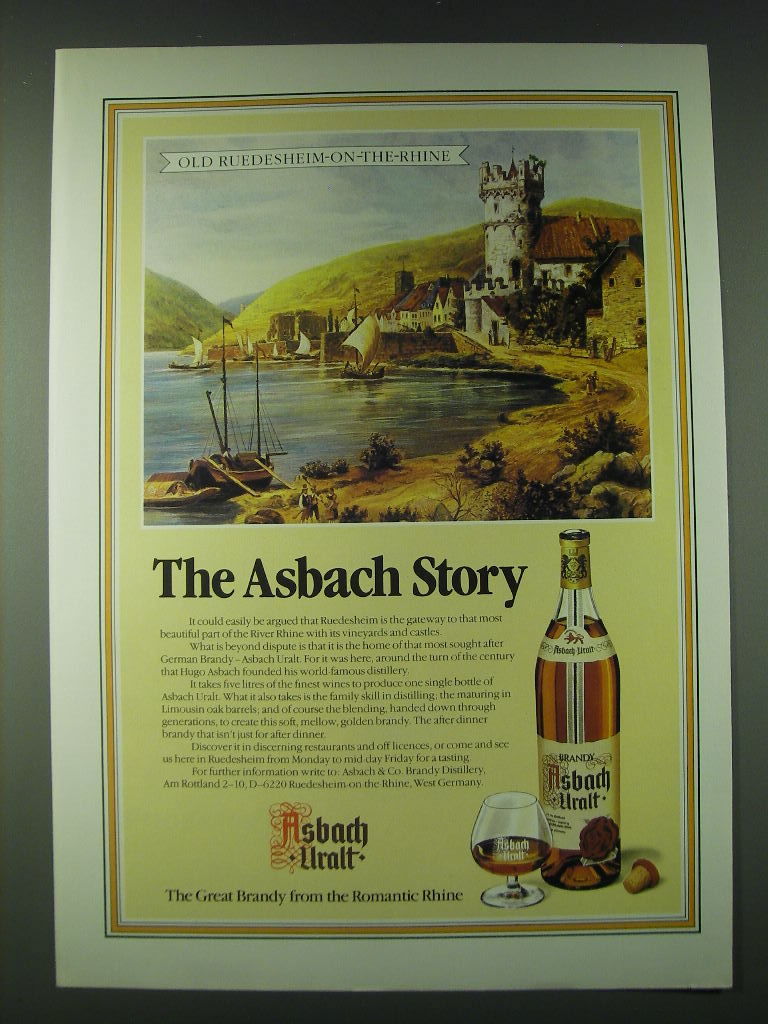 OLD RUEDESHEIM-ON-THE-RHINE
The Asbach Story
It could easily be argued that Ruedesheim is the gateway to that most
beautiful part of the River Rhine with its vineyards and castles.
What is beyond dispute is that it is the home of that most sought after
German Brandy – Asbach Uralt. For it was here, around the turn of the century
that Hugo Asbach founded his world-famous distillery.
It takes five litres of the finest wines to produce one single bottle of
Asbach Uralt. What it also takes is the family skill in distilling; the maturing in
Limousin oak barrels; and of course the blending, handed down through
generations, to create this soft, mellow, golden brandy. The after dinner
brandy that isn't just for after dinner.
Discover it in discerning restaurants and off licences, or come and see
us here in Ruedesheim from Monday to mid day Friday for a tasting.
For further information write to: Asbach & Co. Brandy Distillery,
Am Rottland 2–10, D–6220 Ruedesheim-on-the-Rhine, West Germany.
Asbach
Uralt
The Great Brandy from the Romantic Rhine
Asbach Uralt
BRANDY
Asbach
Uralt
Asbach
Uralt